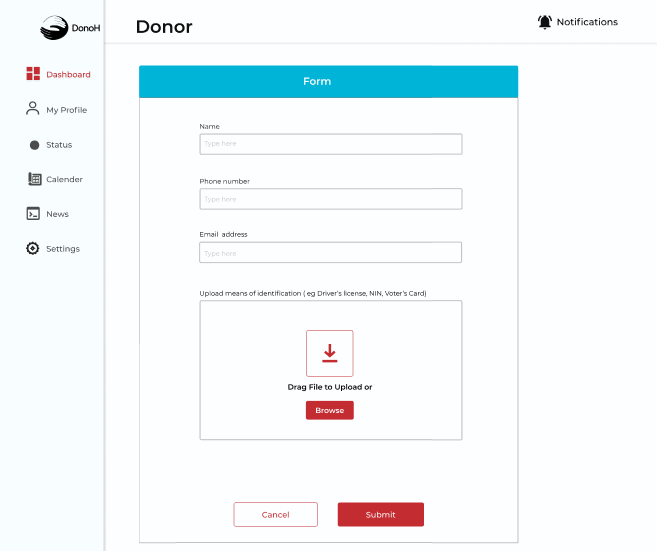 DonoH
Donor
Notifications
Dashboard
My Profile
Status
Calender
News
Settings
Form
Name
Type here
Phone number
Type here
Email address
Type here
Upload means of identification ( eg Driver's license, NIN, Voter's Card)
Drag File to Upload or
Browse
Cancel
Submit